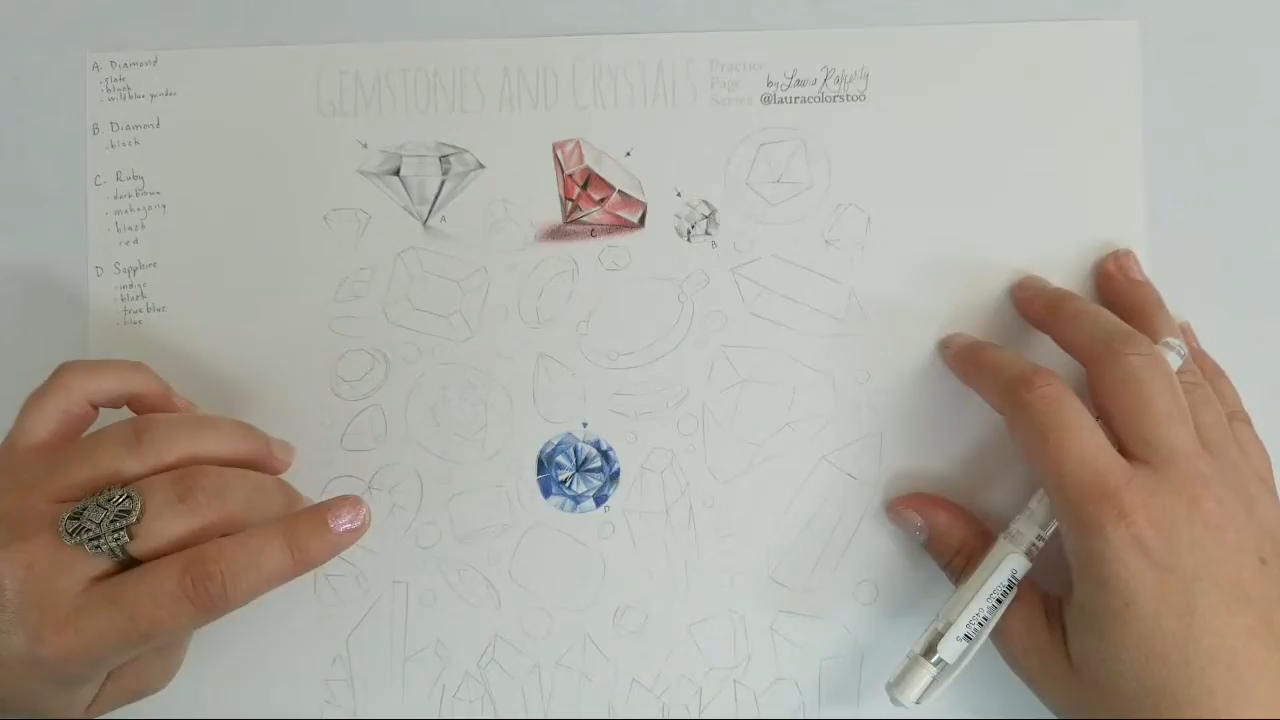 A. Diamond
· slate
· black
· wild blue yonder
B. Diamond
· black
C. Ruby
· dark brown
· mahogany
· black
red
D Sapphire
· indigo
· black
· true blue
· blue
GEMSTONES AND CRYSTALS
Practice
Page
Series
by Laura Rafferty
@lauracolorstoo
A
C
B
D